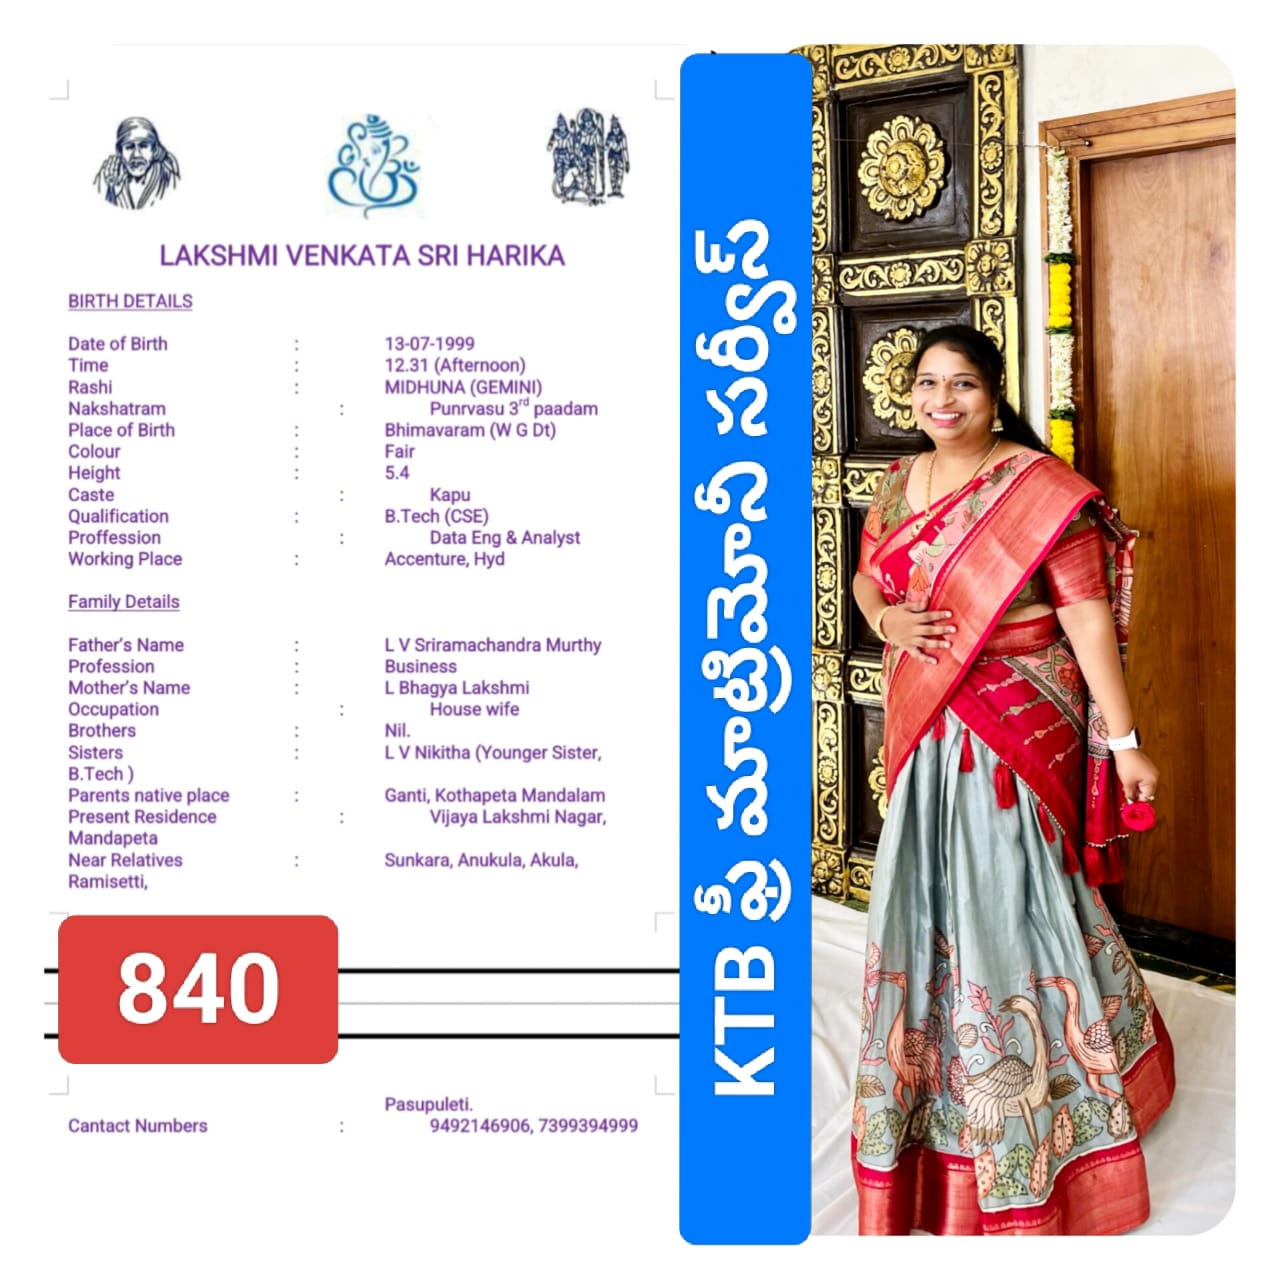 LAKSHMI VENKATA SRI HARIKA
BIRTH DETAILS
Date of Birth : 13-07-1999
Time : 12.31 (Afternoon)
Rashi : MIDHUNA (GEMINI)
Nakshatram : Punrvasu 3rd paadam
Place of Birth : Bhimavaram (W G Dt)
Colour : Fair
Height : 5.4
Caste : Kapu
Qualification : B.Tech (CSE)
Proffession : Data Eng & Analyst
Working Place : Accenture, Hyd
Family Details
Father's Name : L V Sriramachandra Murthy
Profession : Business
Mother's Name : L Bhagya Lakshmi
Occupation : House wife
Brothers : Nil.
Sisters : L V Nikitha (Younger Sister,
B.Tech )
Parents native place : Ganti, Kothapeta Mandalam
Present Residence : Vijaya Lakshmi Nagar,
Mandapeta
Near Relatives : Sunkara, Anukula, Akula,
Ramisetti,
840
Pasupuleti.
Cantact Numbers : 9492146906, 7399394999
KTB ఫ్రీ మాట్రిమోనీ సర్వీస్